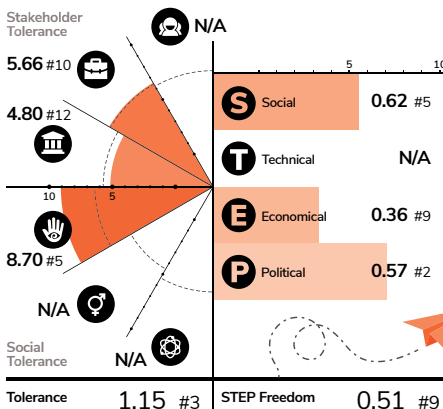 Stakeholder
Tolerance
N/A
5.66 #10
4.80 #12
10 5
8.70 #5
N/A
Social
Tolerance
N/A
Tolerance 1.15 #3
5 10
S Social 0.62 #5
T Technical N/A
E Economical 0.36 #9
P Political 0.57 #2
STEP Freedom 0.51 #9